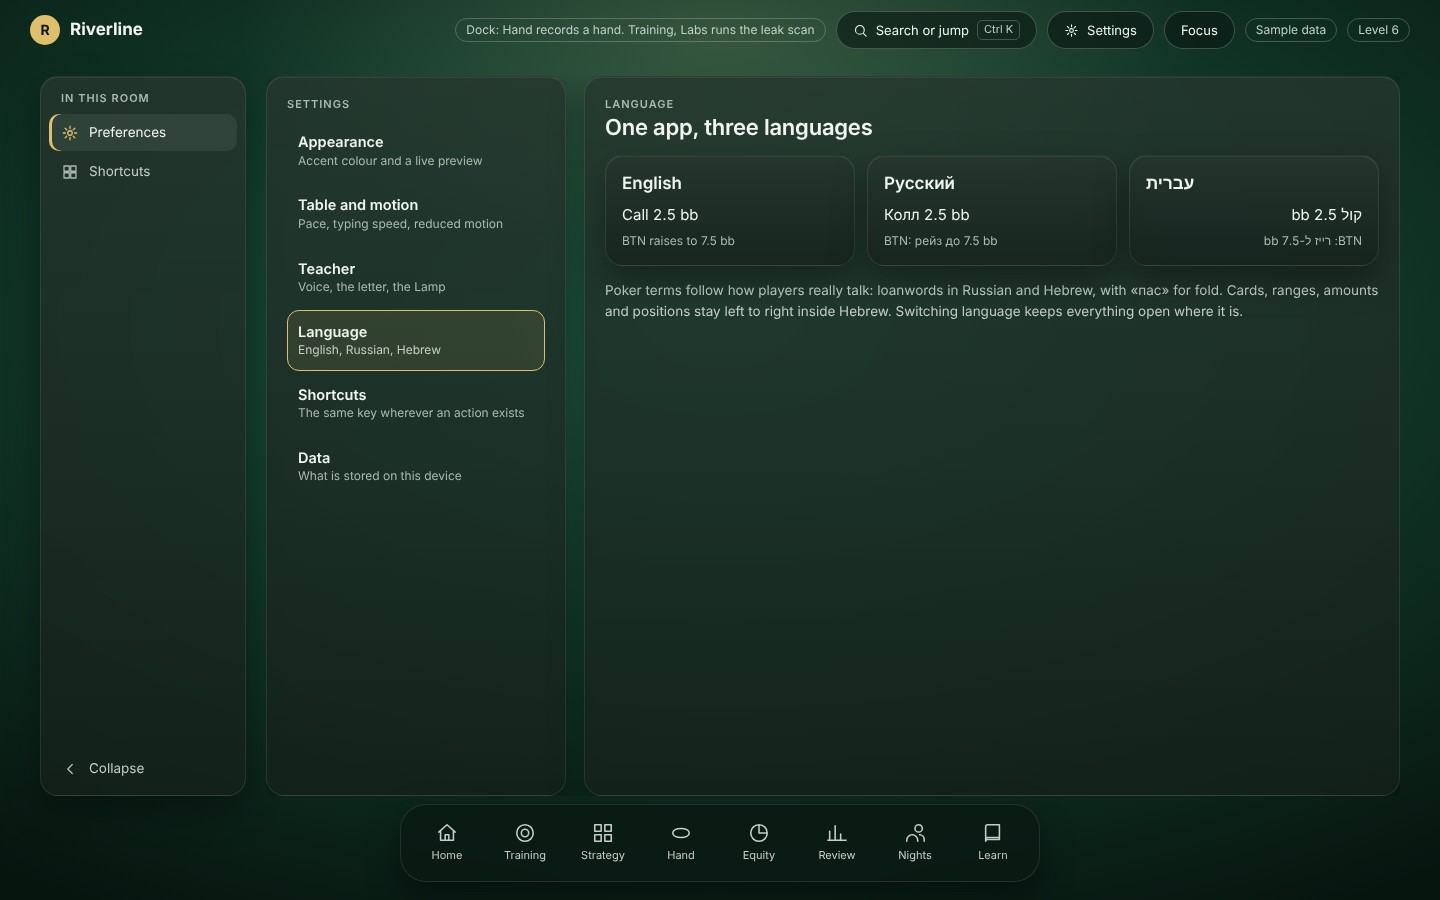 R Riverline
Dock: Hand records a hand. Training, Labs runs the leak scan
Search or jump Ctrl K
Settings
Focus
Sample data
Level 6
IN THIS ROOM
Preferences
Shortcuts
Collapse
SETTINGS
Appearance
Accent colour and a live preview
Table and motion
Pace, typing speed, reduced motion
Teacher
Voice, the letter, the Lamp
Language
English, Russian, Hebrew
Shortcuts
The same key wherever an action exists
Data
What is stored on this device
LANGUAGE
One app, three languages
English
Call 2.5 bb
BTN raises to 7.5 bb
Русский
Колл 2.5 bb
BTN: рейз до 7.5 bb
עברית
קול 2.5 bb
BTN: רייז ל-7.5 bb
Poker terms follow how players really talk: loanwords in Russian and Hebrew, with «пас» for fold. Cards, ranges, amounts
and positions stay left to right inside Hebrew. Switching language keeps everything open where it is.
Home
Training
Strategy
Hand
Equity
Review
Nights
Learn